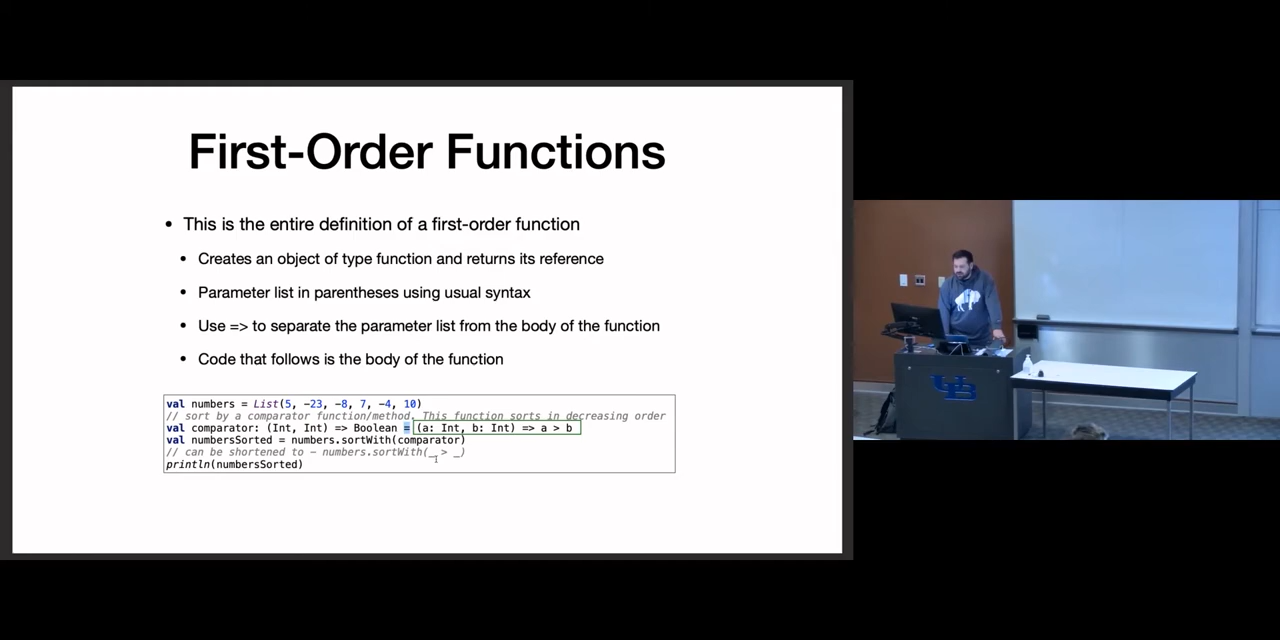 First-Order Functions
• This is the entire definition of a first-order function
• Creates an object of type function and returns its reference
• Parameter list in parentheses using usual syntax
• Use => to separate the parameter list from the body of the function
• Code that follows is the body of the function
val numbers = List(5, -23, -8, 7, -4, 10)
// sort by a comparator function/method. This function sorts in decreasing order
val comparator: (Int, Int) => Boolean = (a: Int, b: Int) => a > b
val numbersSorted = numbers.sortWith(comparator)
// can be shortened to - numbers.sortWith(_ > _)
println(numbersSorted)
UB